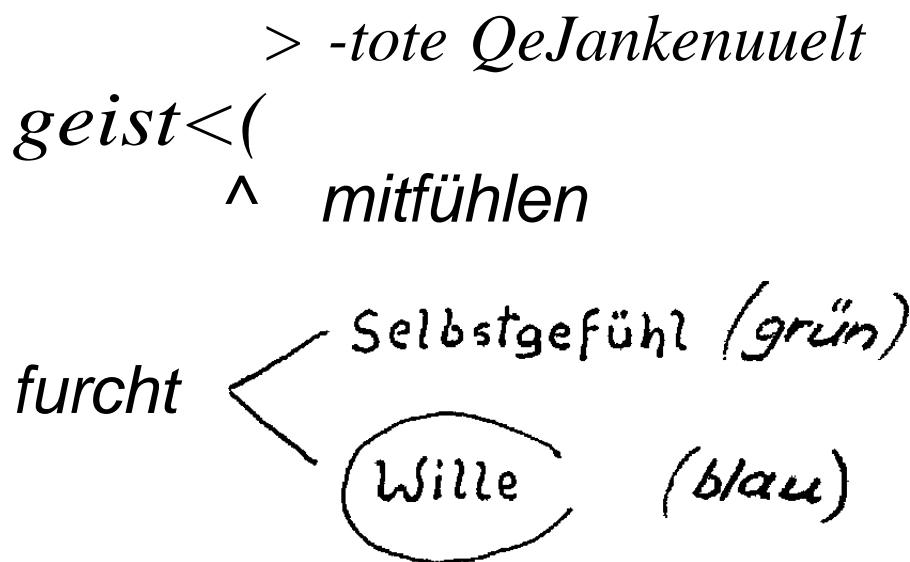 > -tote QeJankenuuelt
geist<(
^ mitfühlen
Selbstgefühl (grün)
furcht
Wille (blau)